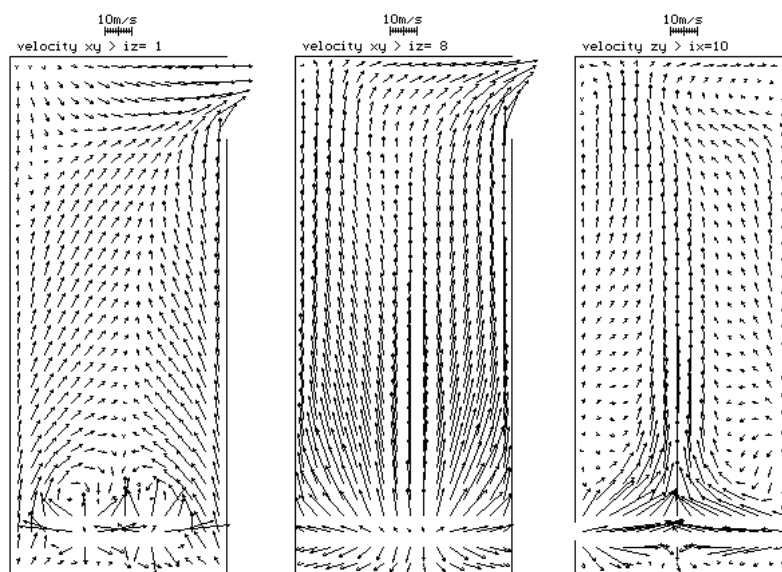 10m/s
velocity xy > iz= 1
10m/s
velocity xy > iz= 8
10m/s
velocity zy > ix=10